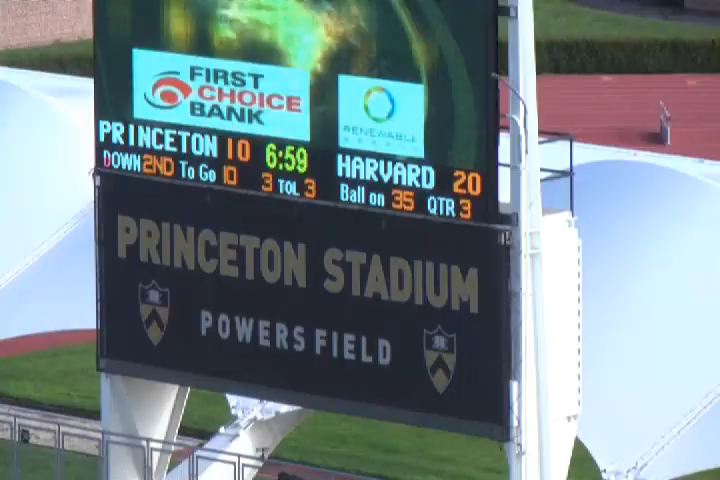 FIRST
CHOICE
BANK
RENEWABLE
PRINCETON 10 6:59 HARVARD 20
DOWN 2ND To Go 10 3 TOL 3 Ball on 35 QTR 3
PRINCETON STADIUM
POWERS FIELD